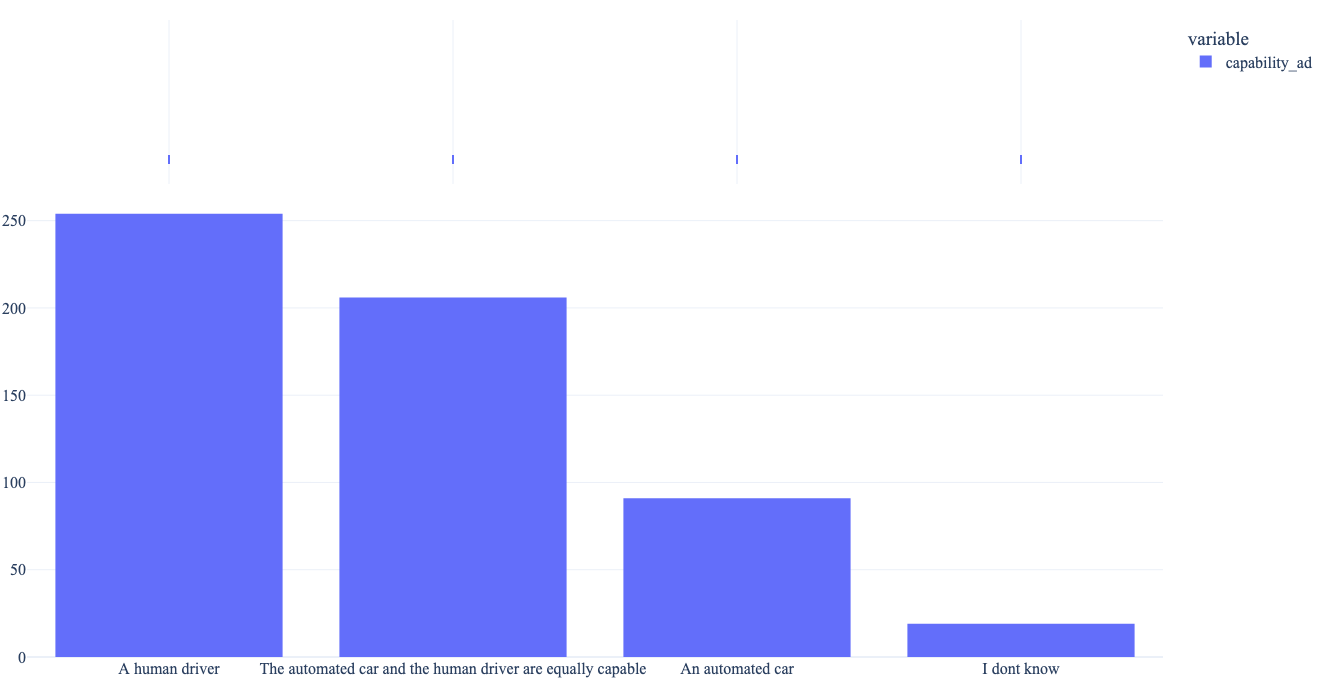 variable
capability_ad
250
200
150
100
50
0
A human driver
The automated car and the human driver are equally capable
An automated car
I dont know